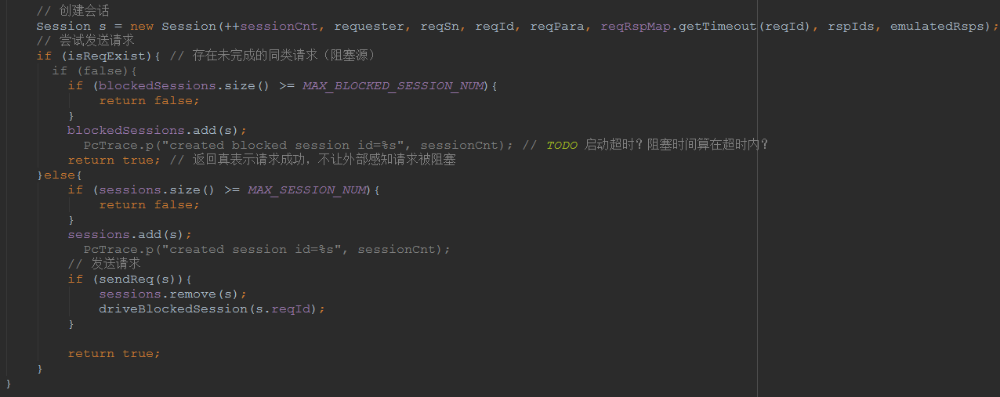 // 创建会话
Session s = new Session(++sessionCnt, requester, reqSn, reqId, reqPara, reqRspMap.getTimeout(reqId), rspIds, emulatedRsps);
// 尝试发送请求
if (isReqExist){ // 存在未完成的同类请求（阻塞源）
if (false){
if (blockedSessions.size() >= MAX_BLOCKED_SESSION_NUM){
return false;
}
blockedSessions.add(s);
PcTrace.p("created blocked session id=%s", sessionCnt); // TODO 启动超时？阻塞时间算在超时内？
return true; // 返回真表示请求成功，不让外部感知请求被阻塞
}else{
if (sessions.size() >= MAX_SESSION_NUM){
return false;
}
sessions.add(s);
PcTrace.p("created session id=%s", sessionCnt);
// 发送请求
if (sendReq(s)){
sessions.remove(s);
driveBlockedSession(s.reqId);
}
return true;
}
}